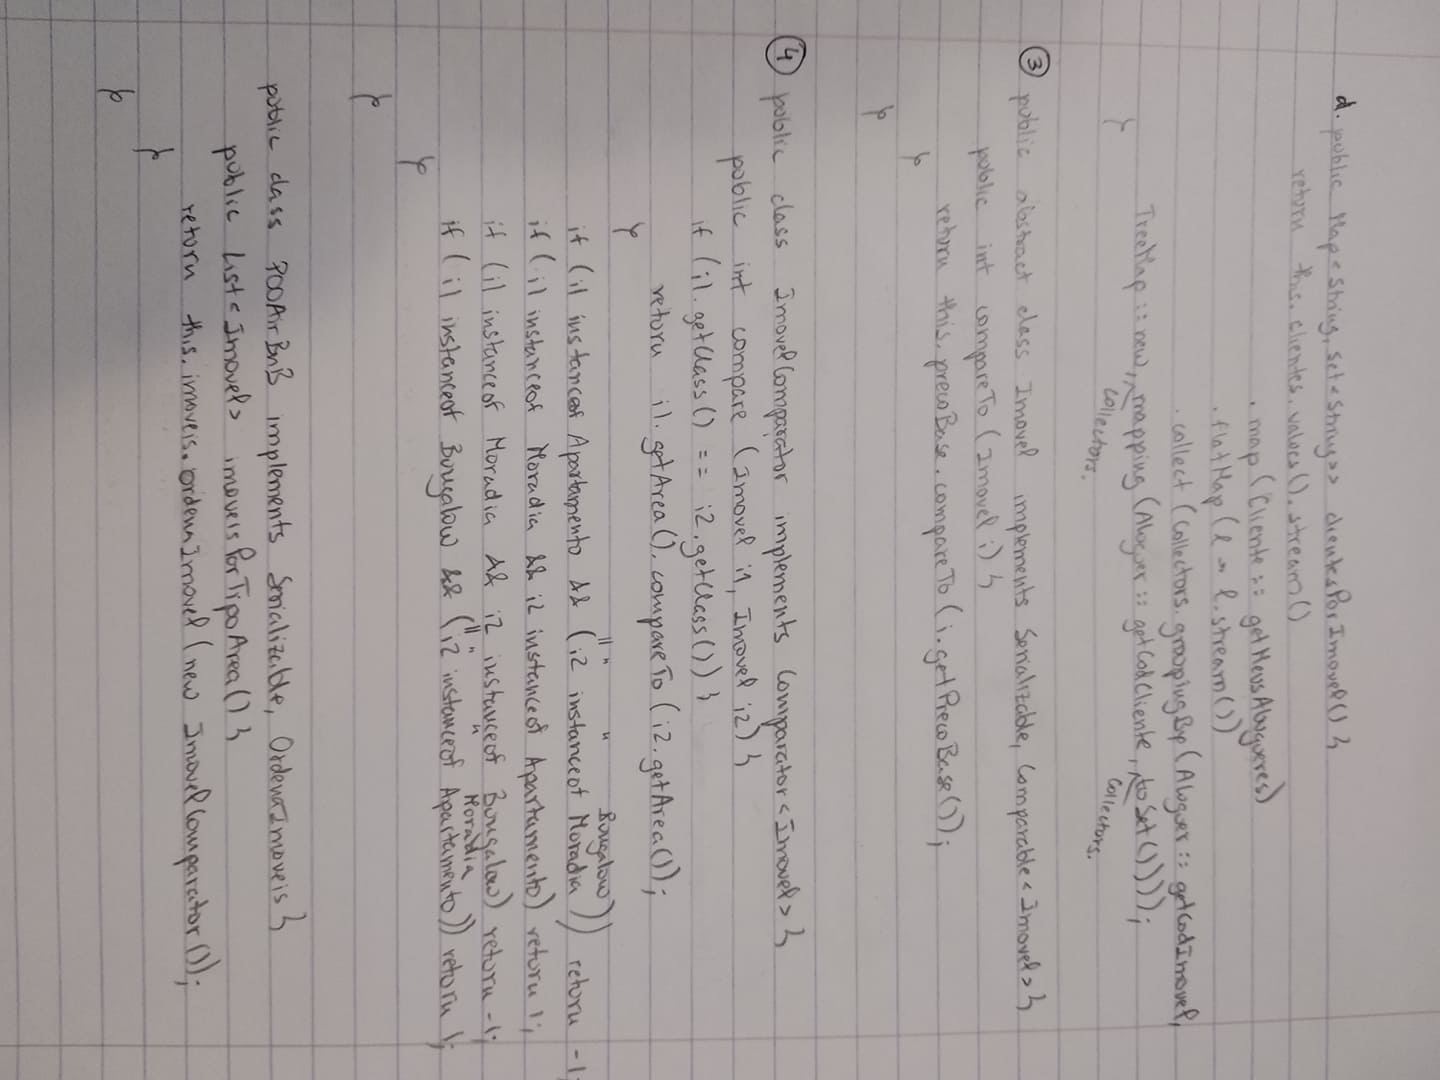 d. public Map<String, Set<String>> clientesPorImovel() {
return this.clientes.values().stream()
.map(Cliente::getMeusAlugueres)
.flatMap(l -> l.stream())
.collect(Collectors.groupingBy(Aluguer::getCodImovel,
TreeMap::new, mapping(Aluguer::getCodCliente, toSet())));
Collectors. Collectors.
}
3 public abstract class Imovel implements Serializable, Comparable<Imovel> {
public int compareTo(Imovel i) {
return this.precoBase.compareTo(i.getPrecoBase());
}
}
4 public class ImovelComparator implements Comparator<Imovel> {
public int compare (Imovel i1, Imovel i2) {
if (i1.getClass() == i2.getClass()) {
return i1.getArea().compareTo(i2.getArea());
}
|| " " Bungalow))
if (i1 instanceof Apartamento && (i2 instanceof Moradia)) return -1;
if (i1 instanceof Moradia && i2 instanceof Apartamento) return 1;
if (i1 instanceof Moradia && i2 instanceof Bungalow) return -1;
|| " " Moradia
if (i1 instanceof Bungalow && (i2 instanceof Apartamento)) return 1;
}
}
public class POOAirBnB implements Serializable, OrdenaImoveis {
public List<Imovel> imoveisPorTipoArea() {
return this.imoveis.ordenaImovel(new ImovelComparator());
}
}